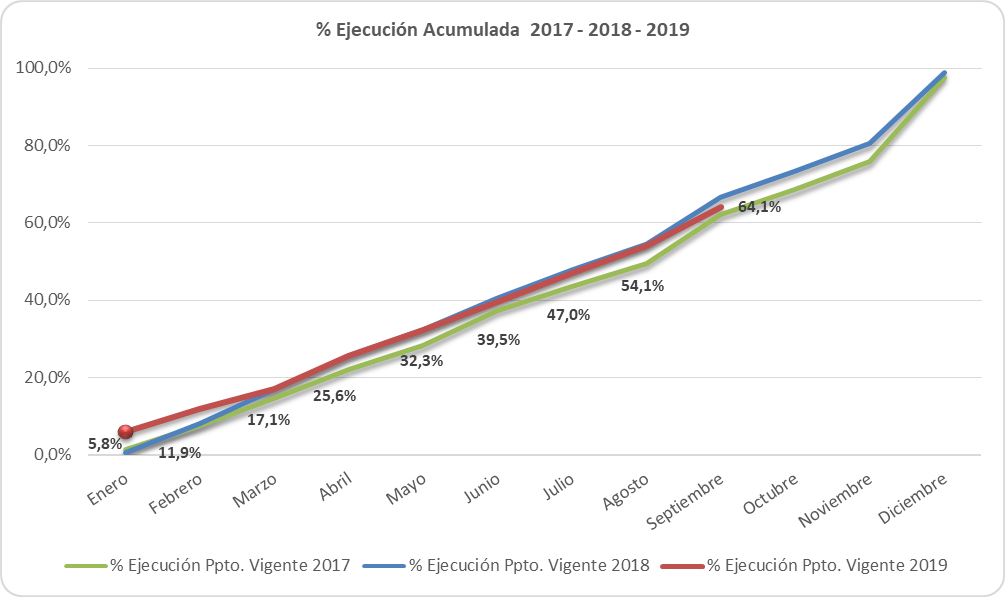 % Ejecución Acumulada 2017 - 2018 - 2019
100,0%
80,0%
60,0%
40,0%
20,0%
0,0%
5,8%
11,9%
17,1%
25,6%
32,3%
39,5%
47,0%
54,1%
64,1%
Enero
Febrero
Marzo
Abril
Mayo
Junio
Julio
Agosto
Septiembre
Octubre
Noviembre
Diciembre
% Ejecución Ppto. Vigente 2017
% Ejecución Ppto. Vigente 2018
% Ejecución Ppto. Vigente 2019